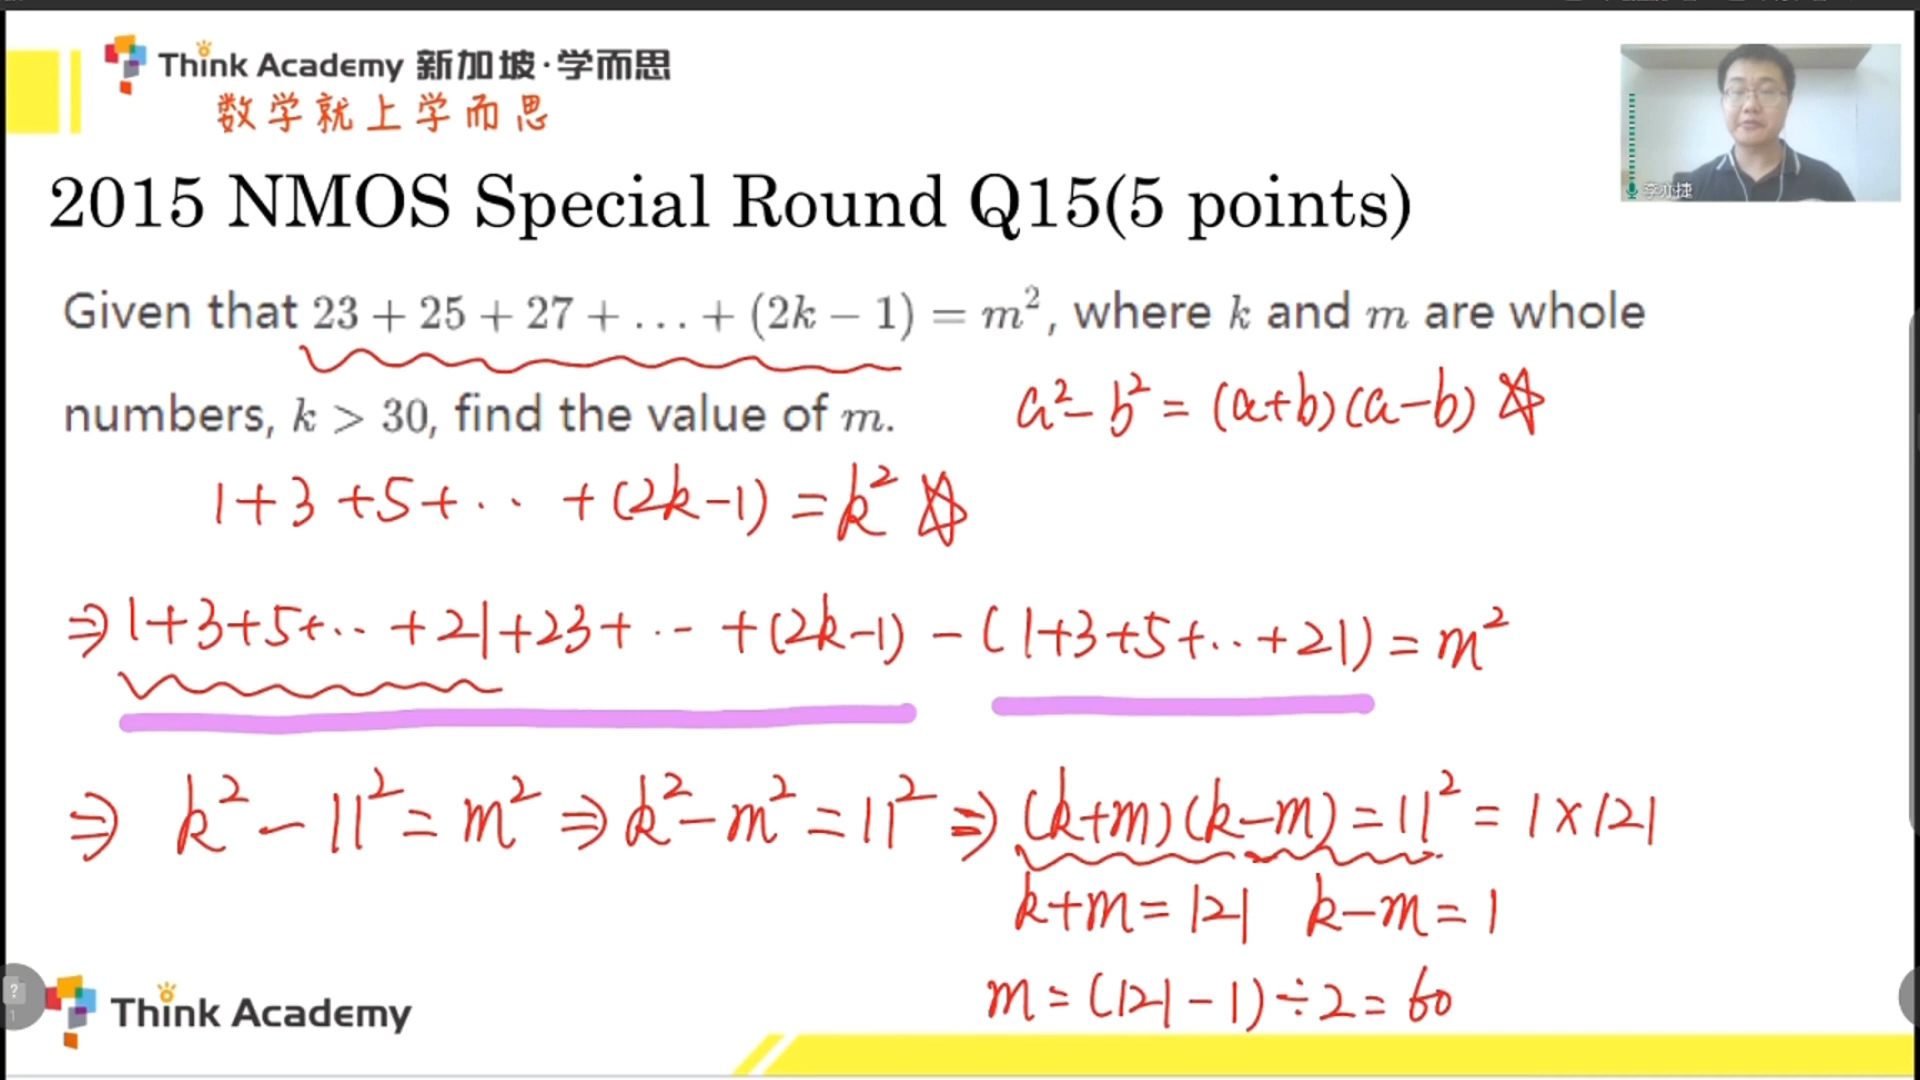 Think Academy 新加坡·学而思
数学就上学而思
2015 NMOS Special Round Q15(5 points)
Given that 23 + 25 + 27 + ... + (2k − 1) = m², where k and m are whole
numbers, k > 30, find the value of m.
a²-b²=(a+b)(a-b)
1+3+5+·· +(2k-1)=k²
⇒1+3+5+·· +21+23+·· +(2k-1) -(1+3+5+··+21)=m²
⇒ k²-11²=m²⇒k²-m²=11²⇒(k+m)(k-m)=11²=1×121
k+m=121 k-m=1
m=(121-1)÷2=60
Think Academy